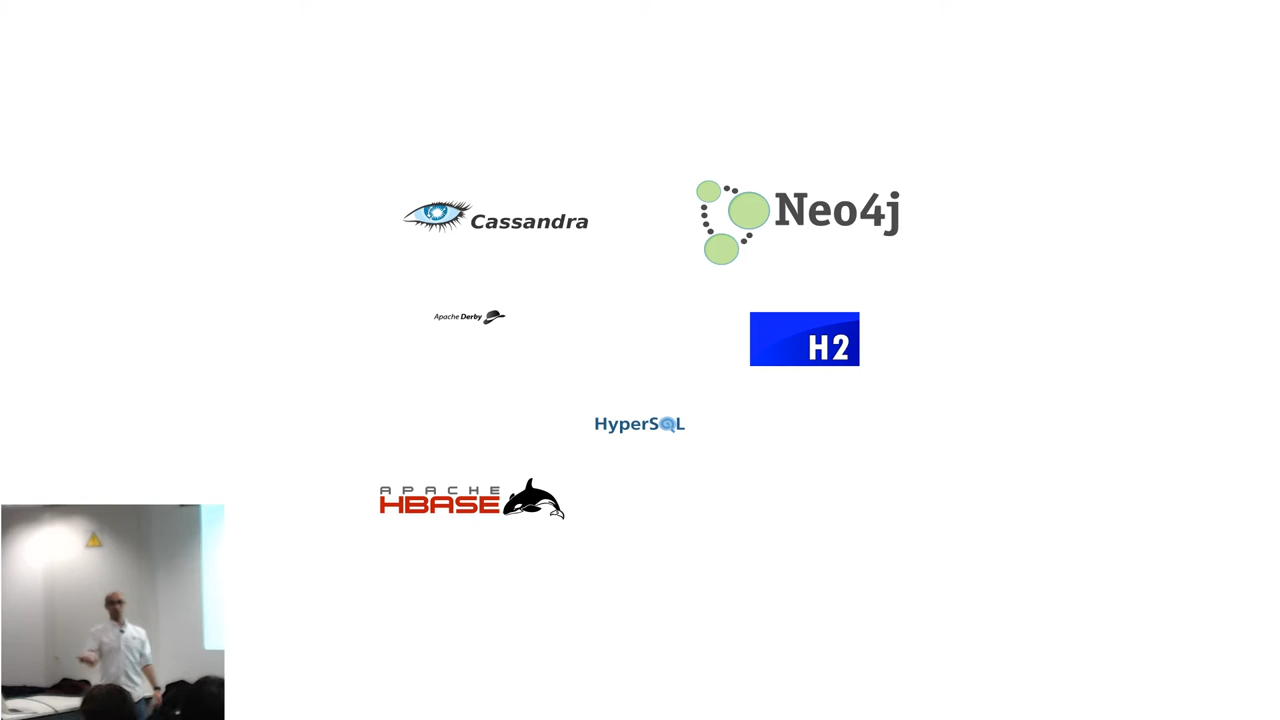 Cassandra
Neo4j
Apache Derby
H2
HyperSQL
APACHE
HBASE